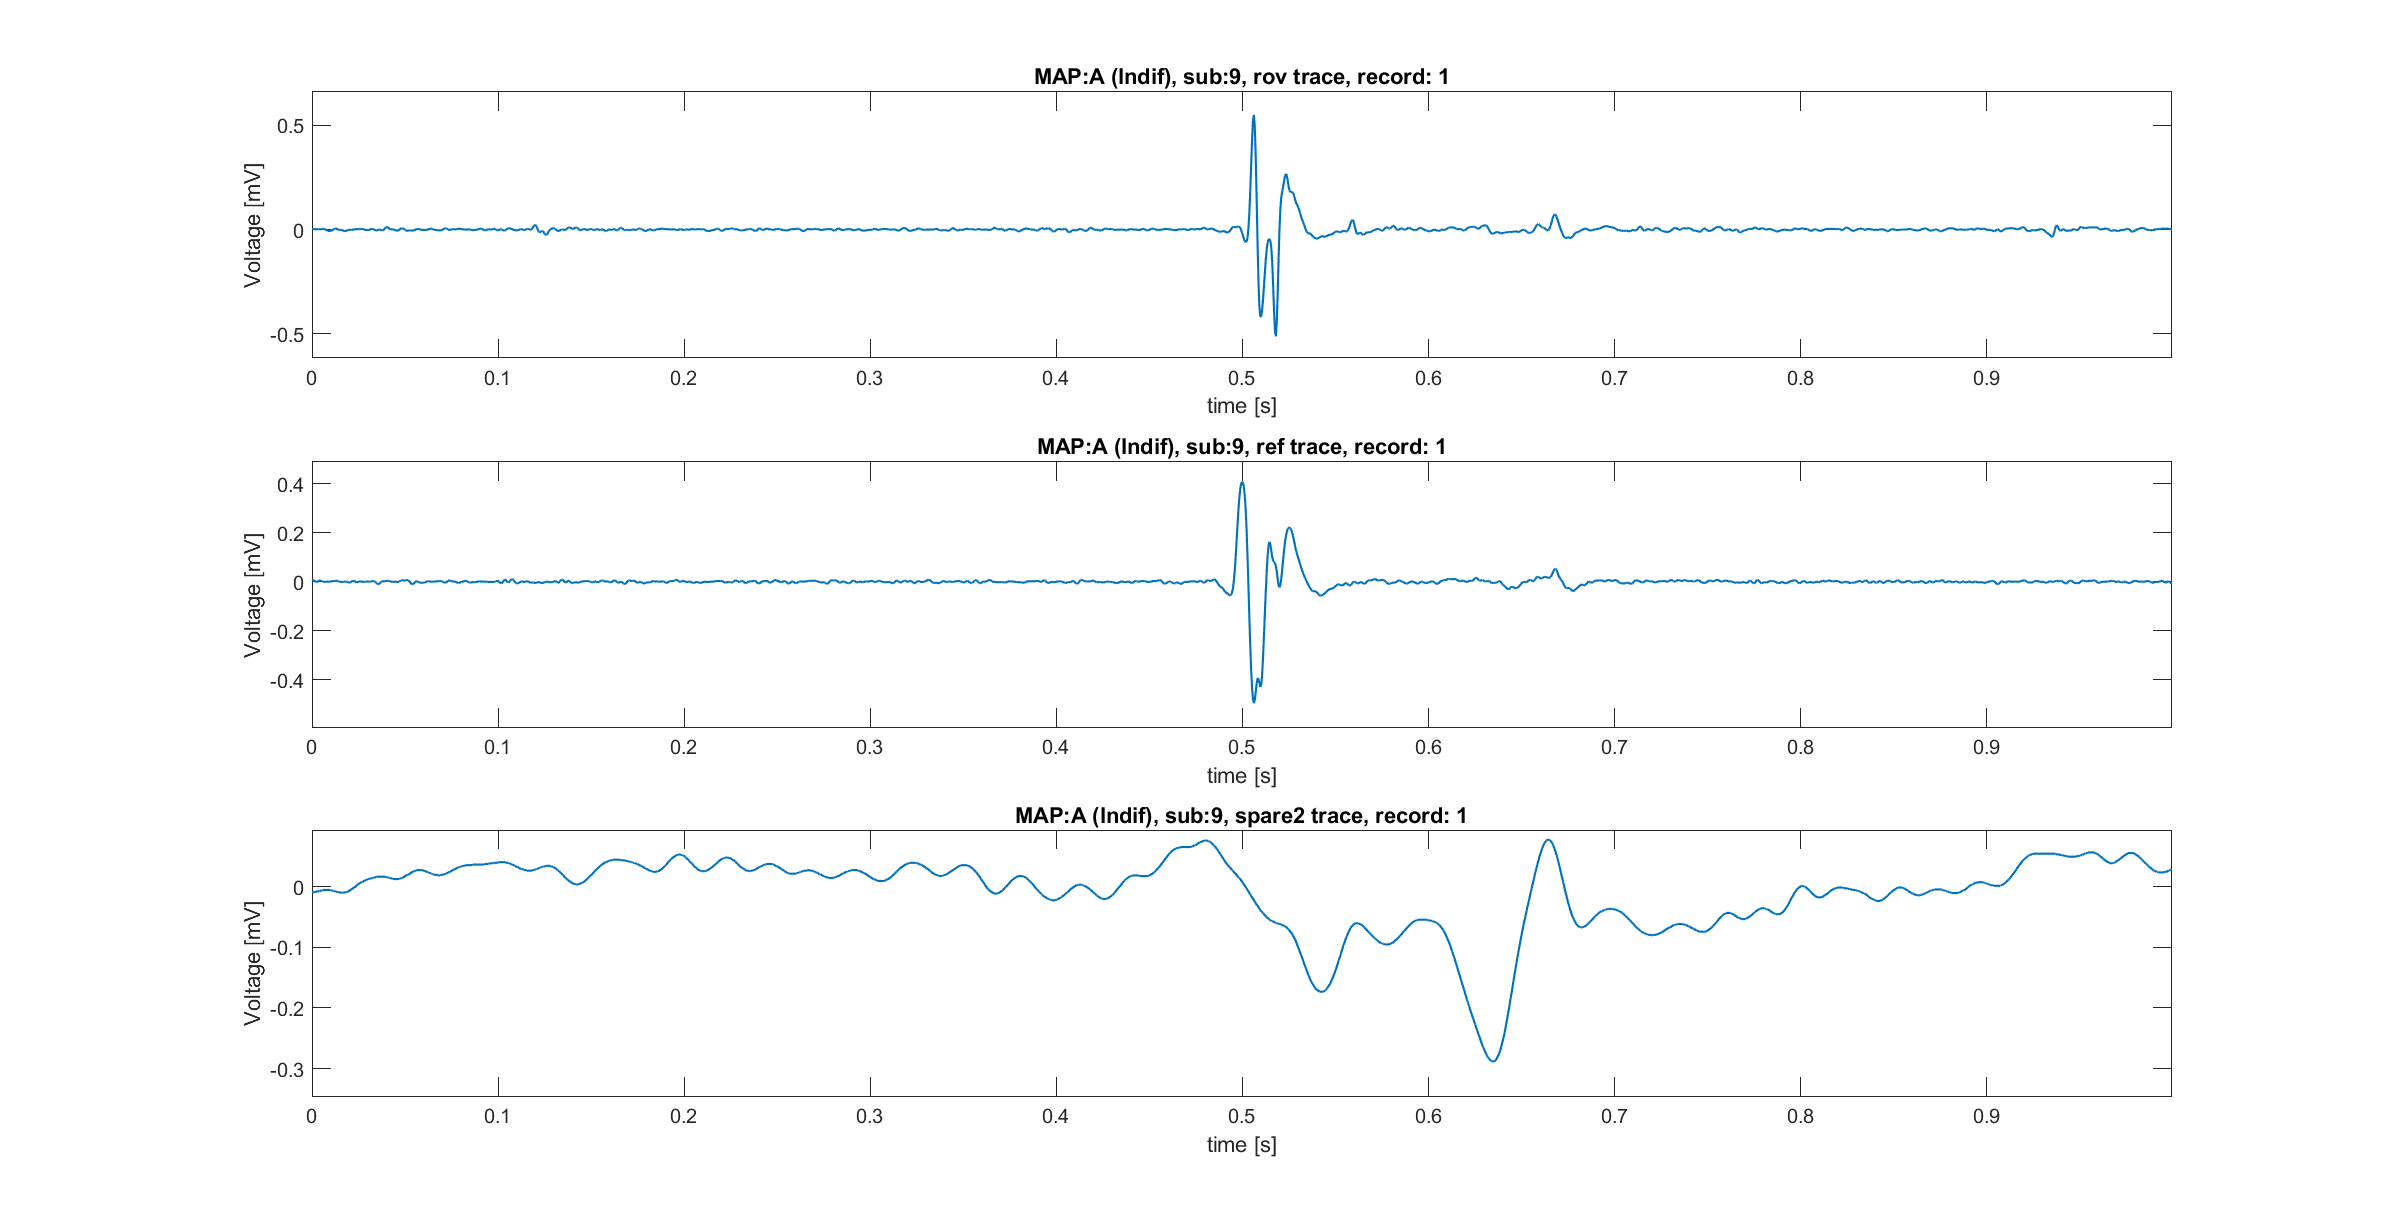 MAP:A (Indif), sub:9, rov trace, record: 1
Voltage [mV]
0.5
0
-0.5
0 0.1 0.2 0.3 0.4 0.5 0.6 0.7 0.8 0.9
time [s]
MAP:A (Indif), sub:9, ref trace, record: 1
Voltage [mV]
0.4
0.2
0
-0.2
-0.4
0 0.1 0.2 0.3 0.4 0.5 0.6 0.7 0.8 0.9
time [s]
MAP:A (Indif), sub:9, spare2 trace, record: 1
Voltage [mV]
0
-0.1
-0.2
-0.3
0 0.1 0.2 0.3 0.4 0.5 0.6 0.7 0.8 0.9
time [s]